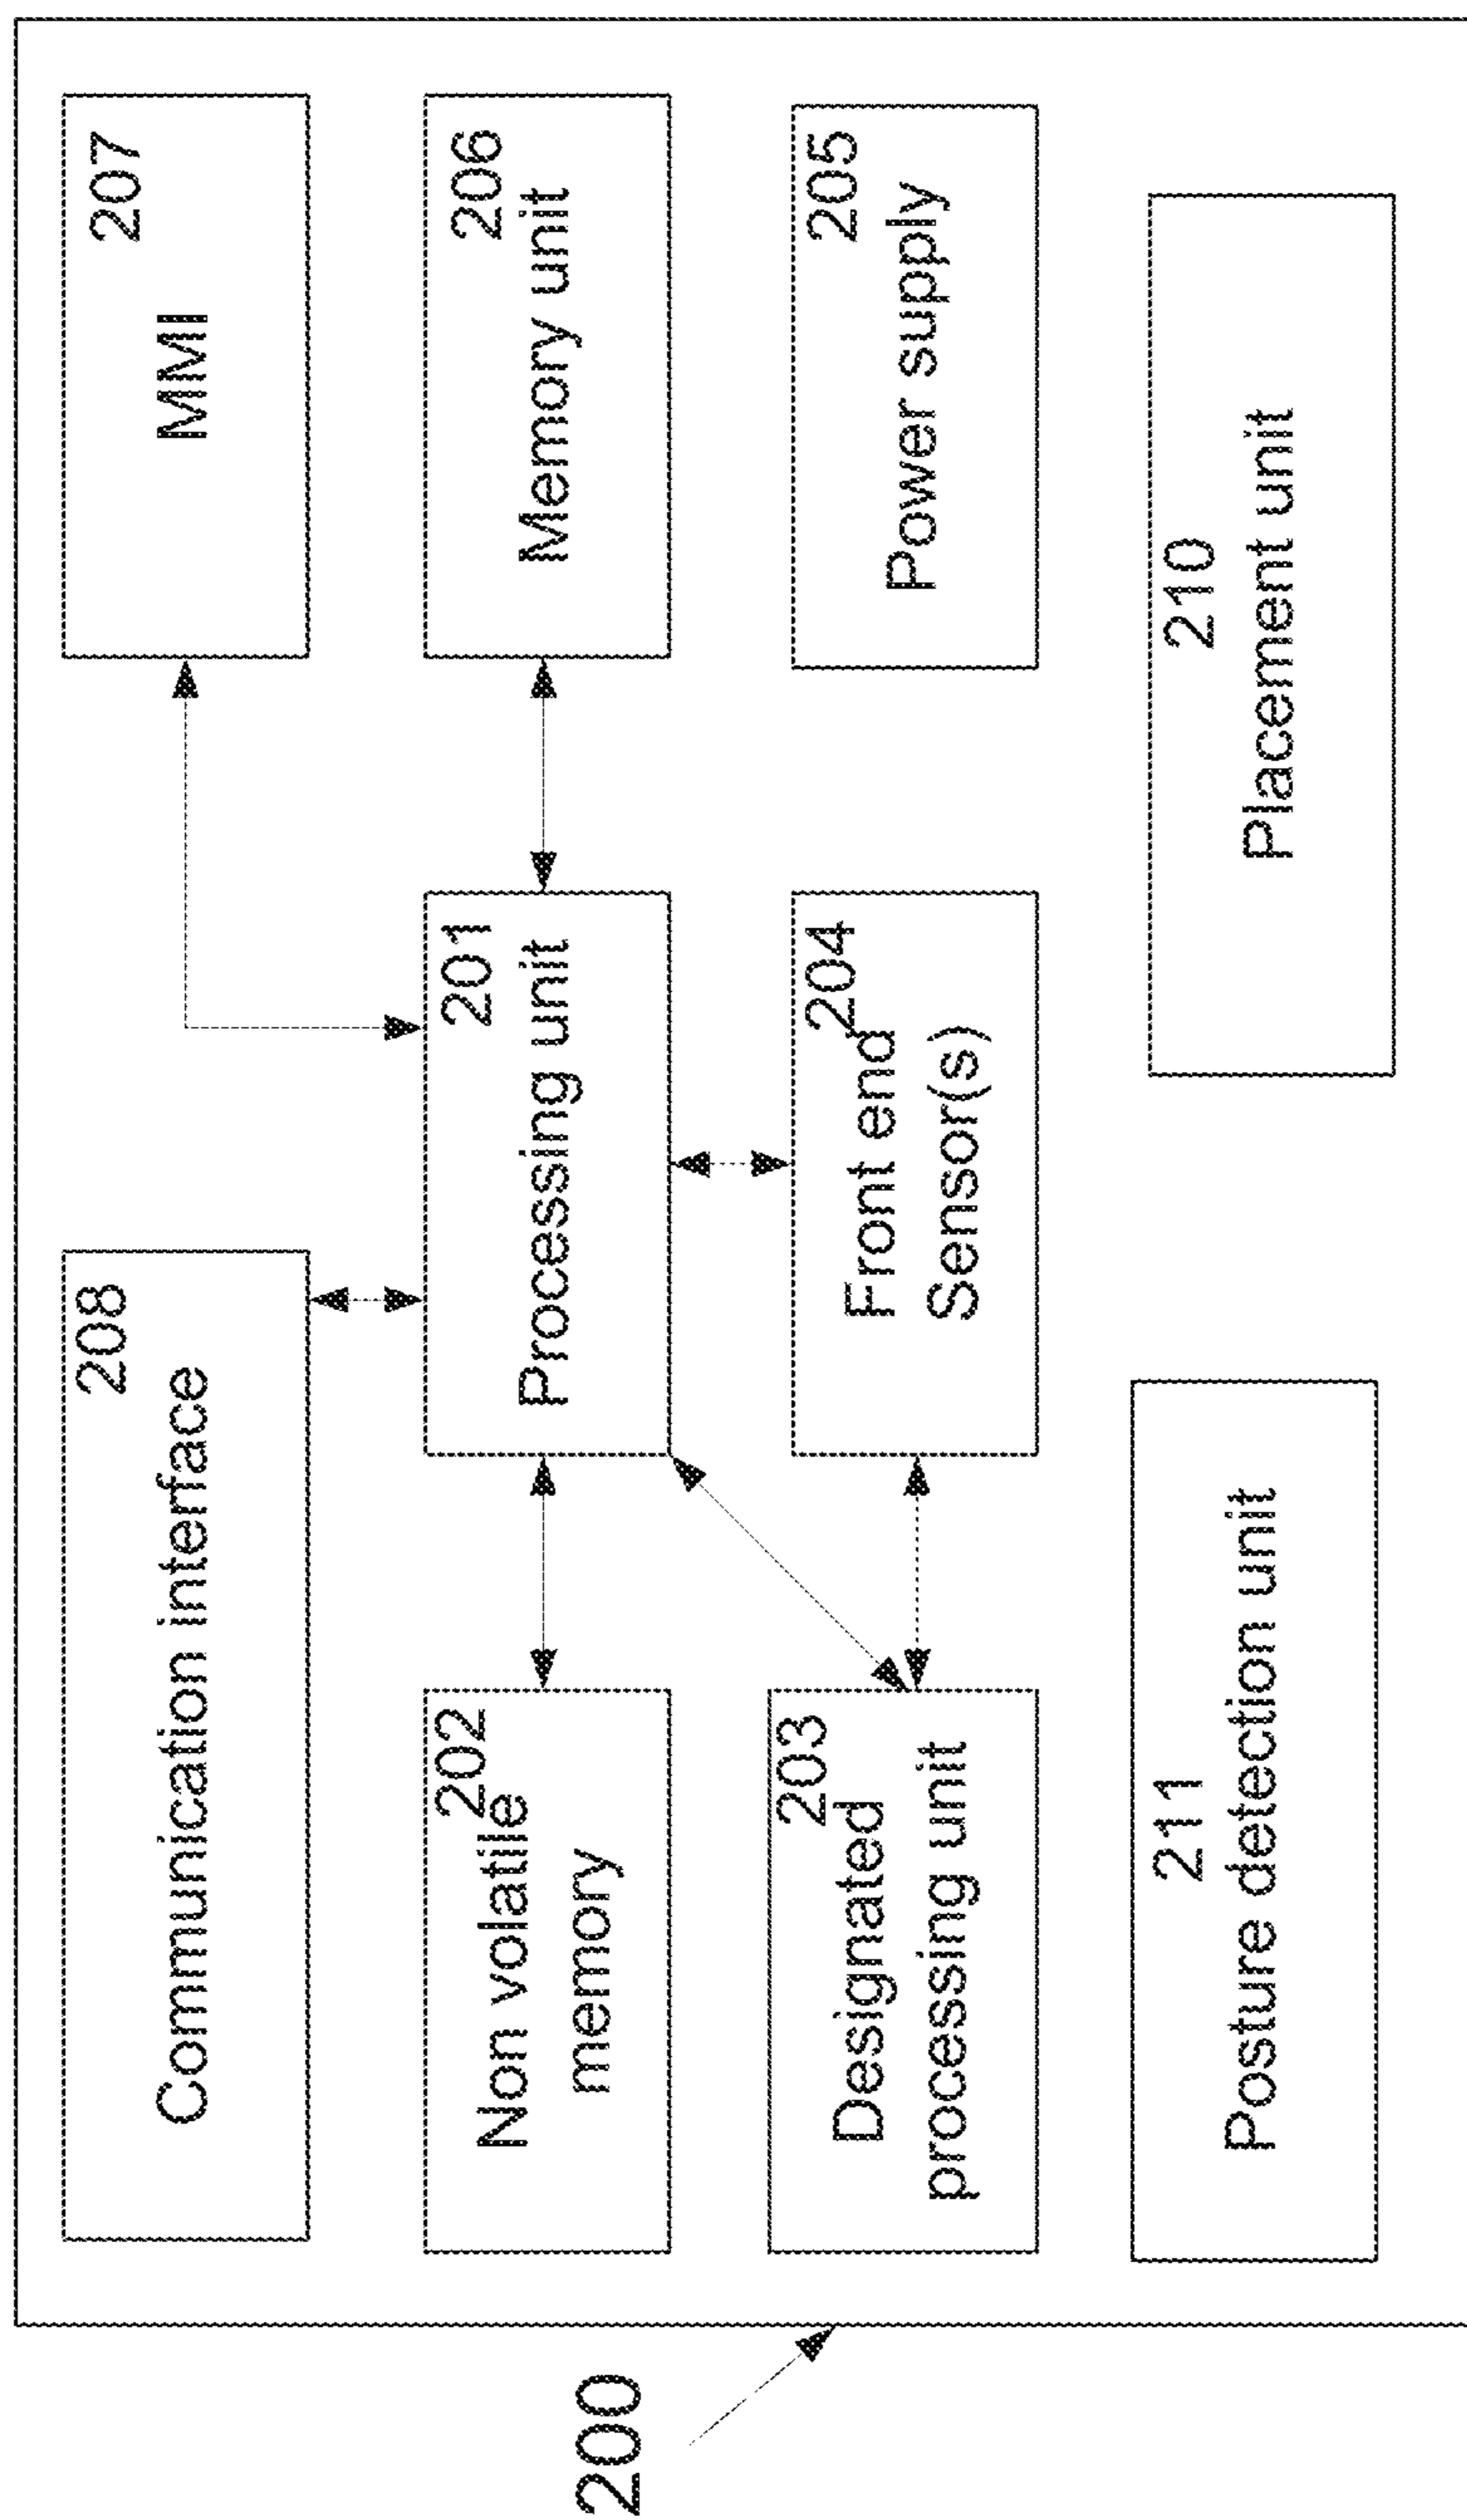 208
Communication interface
207
MMI
202
Non volatile
memory
201
Processing unit
206
Memory unit
203
Designated
processing unit
204
Front end
Sensor(s)
205
Power supply
211
Posture detection unit
210
Placement unit
200